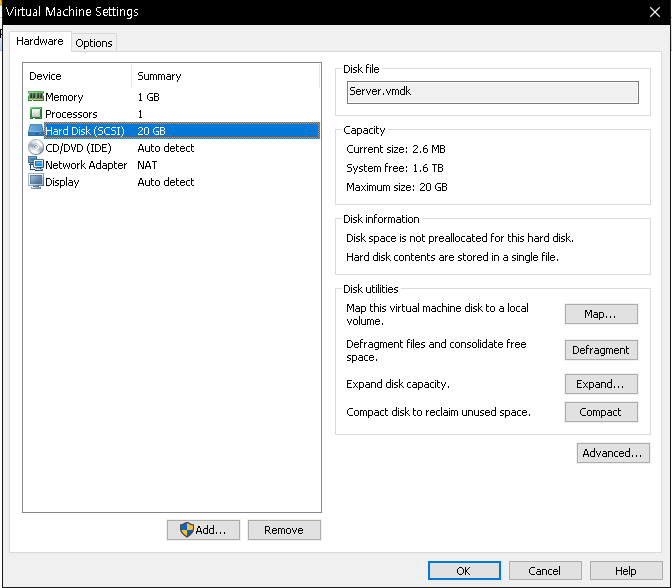 Virtual Machine Settings
Hardware
Options
Device Summary
Memory 1 GB
Processors 1
Hard Disk (SCSI) 20 GB
CD/DVD (IDE) Auto detect
Network Adapter NAT
Display Auto detect
Add...
Remove
Disk file
Server.vmdk
Capacity
Current size: 2.6 MB
System free: 1.6 TB
Maximum size: 20 GB
Disk information
Disk space is not preallocated for this hard disk.
Hard disk contents are stored in a single file.
Disk utilities
Map this virtual machine disk to a local
volume.
Map...
Defragment files and consolidate free
space.
Defragment
Expand disk capacity.
Expand...
Compact disk to reclaim unused space.
Compact
Advanced...
OK
Cancel
Help